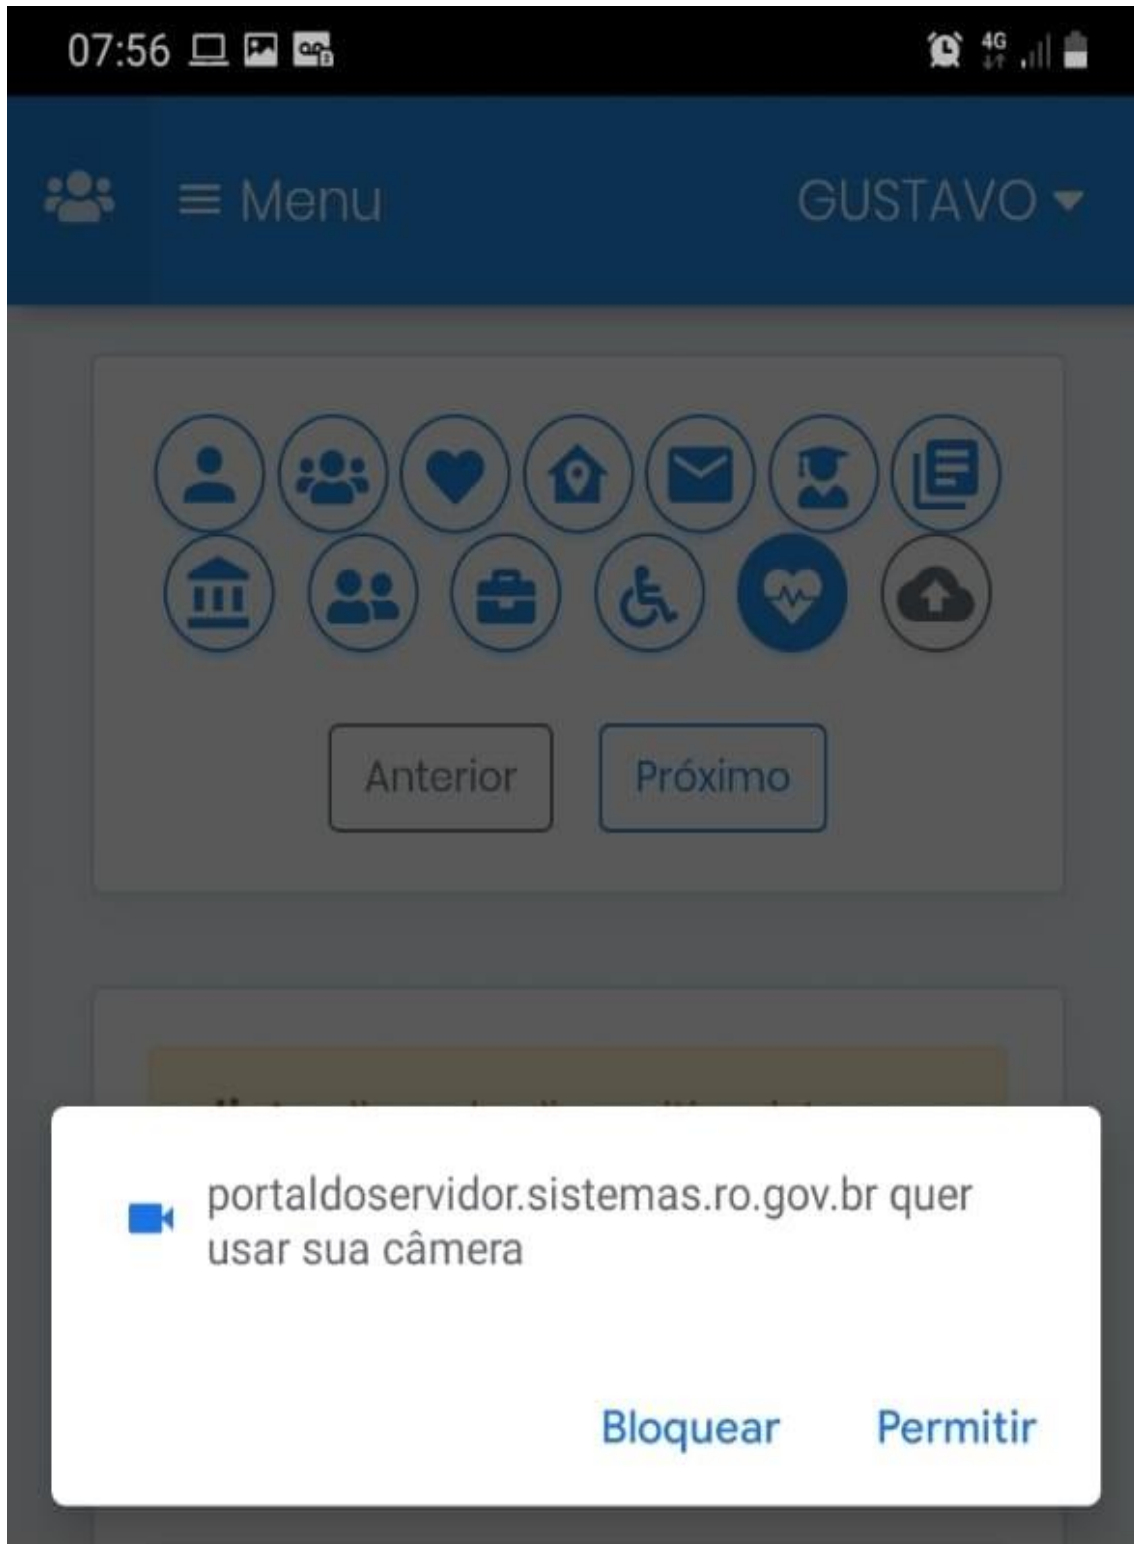 07:56
4G
Menu
GUSTAVO
Anterior
Próximo
portaldoservidor.sistemas.ro.gov.br quer
usar sua câmera
Bloquear
Permitir